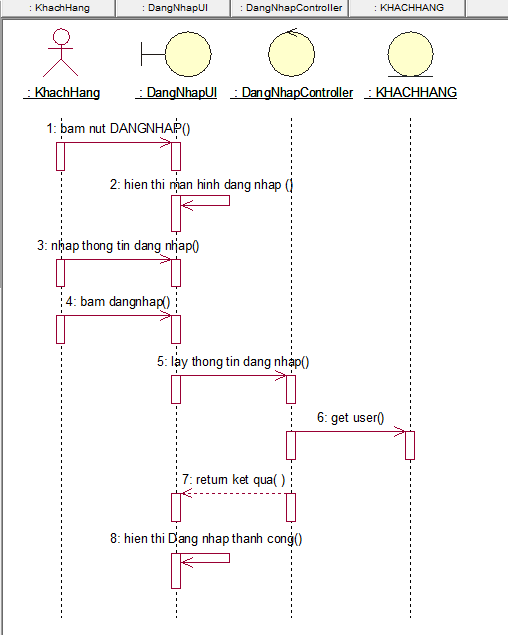 : KhachHang
: DangNhapUI
: DangNhapController
: KHACHHANG
: KhachHang
: DangNhapUI
: DangNhapController
: KHACHHANG
1: bam nut DANGNHAP()
2: hien thi man hinh dang nhap ()
3: nhap thong tin dang nhap()
4: bam dangnhap()
5: lay thong tin dang nhap()
6: get user()
7: return ket qua( )
8: hien thi Dang nhap thanh cong()